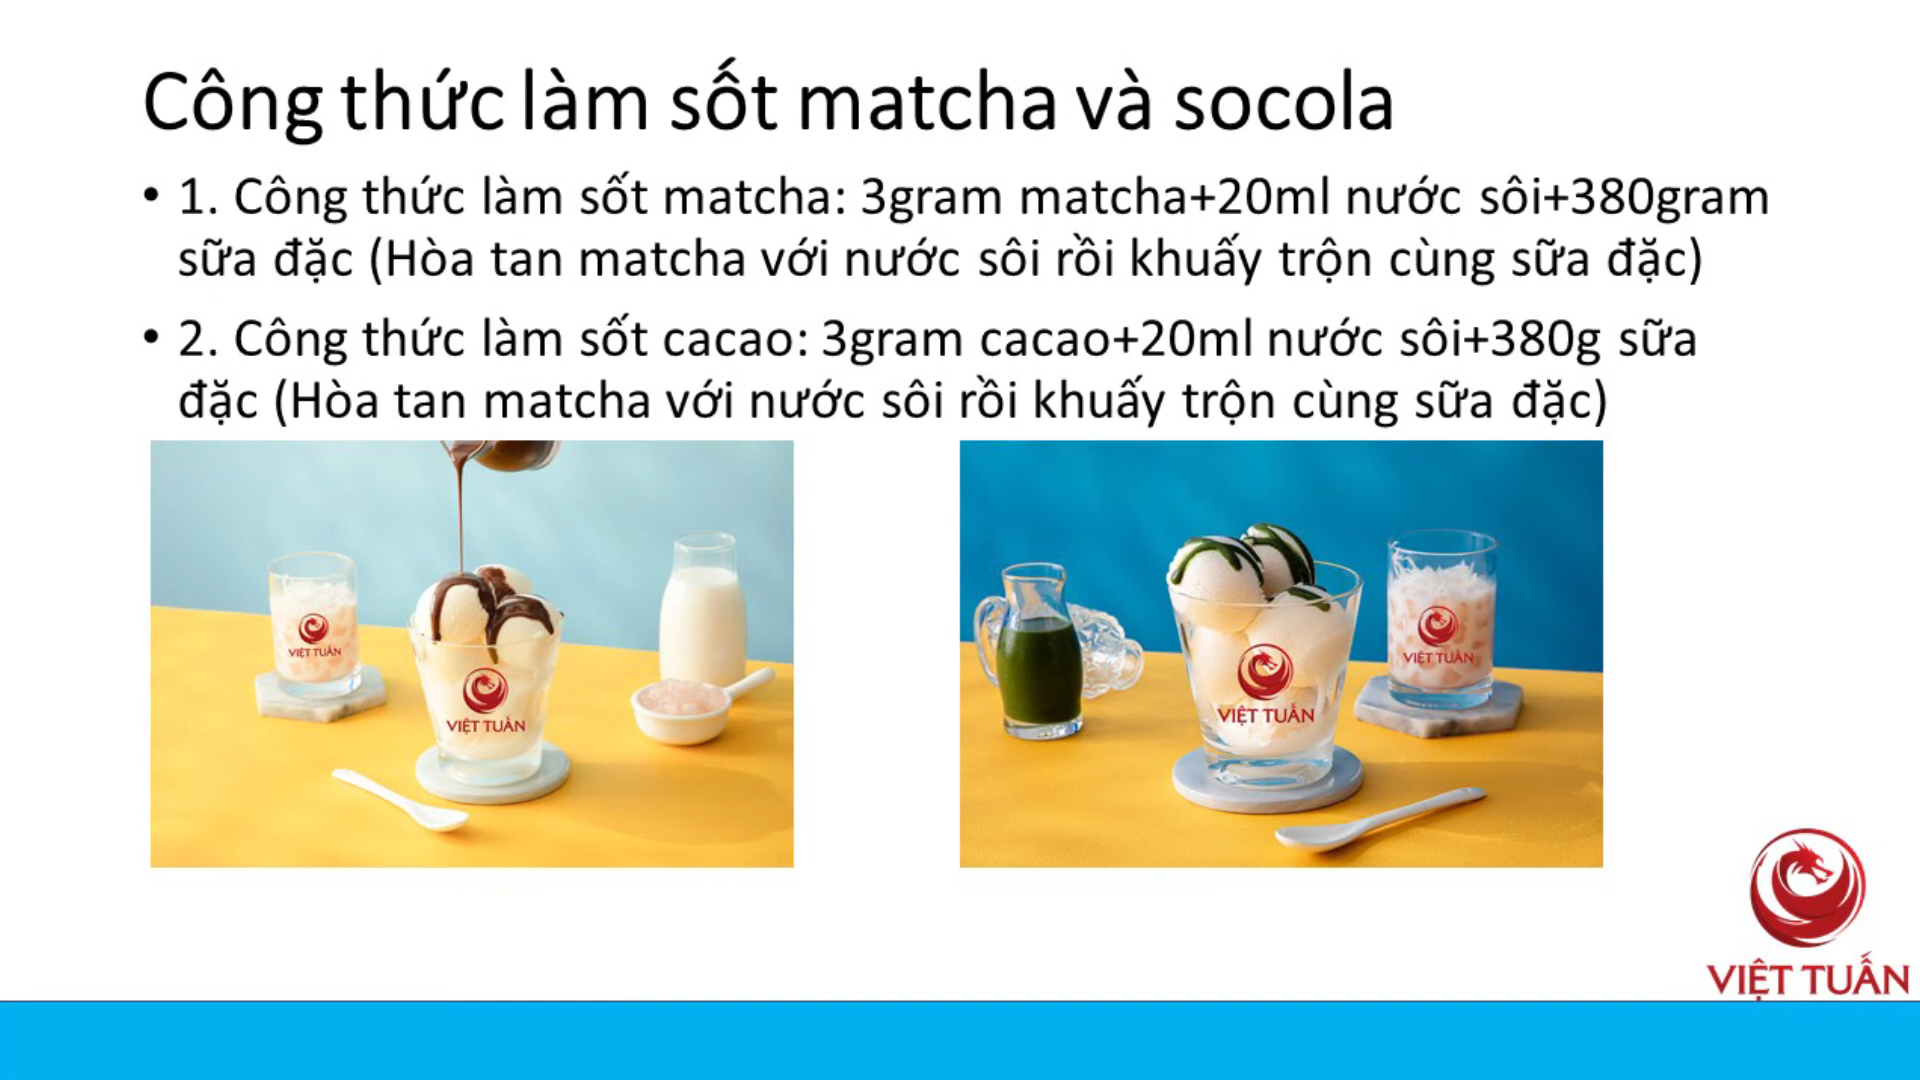 Công thức làm sốt matcha và socola
• 1. Công thức làm sốt matcha: 3gram matcha+20ml nước sôi+380gram
sữa đặc (Hòa tan matcha với nước sôi rồi khuấy trộn cùng sữa đặc)
• 2. Công thức làm sốt cacao: 3gram cacao+20ml nước sôi+380g sữa
đặc (Hòa tan matcha với nước sôi rồi khuấy trộn cùng sữa đặc)
VIỆT TUẤN
VIỆT TUẤN
VIỆT TUẤN
VIỆT TUẤN
VIỆT TUẤN